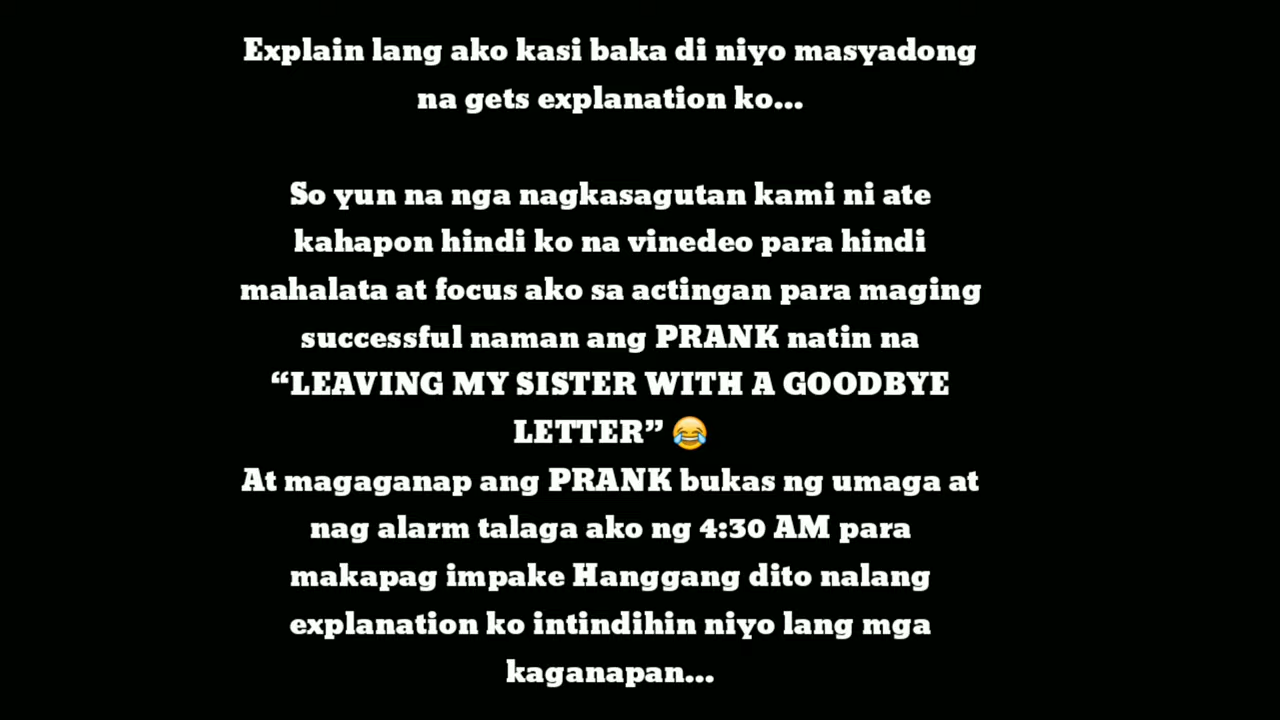 Explain lang ako kasi baka di niyo masyadong
na gets explanation ko...
So yun na nga nagkasagutan kami ni ate
kahapon hindi ko na vinedeo para hindi
mahalata at focus ako sa actingan para maging
successful naman ang PRANK natin na
“LEAVING MY SISTER WITH A GOODBYE
LETTER” 😂
At magaganap ang PRANK bukas ng umaga at
nag alarm talaga ako ng 4:30 AM para
makapag impake Hanggang dito nalang
explanation ko intindihin niyo lang mga
kaganapan...